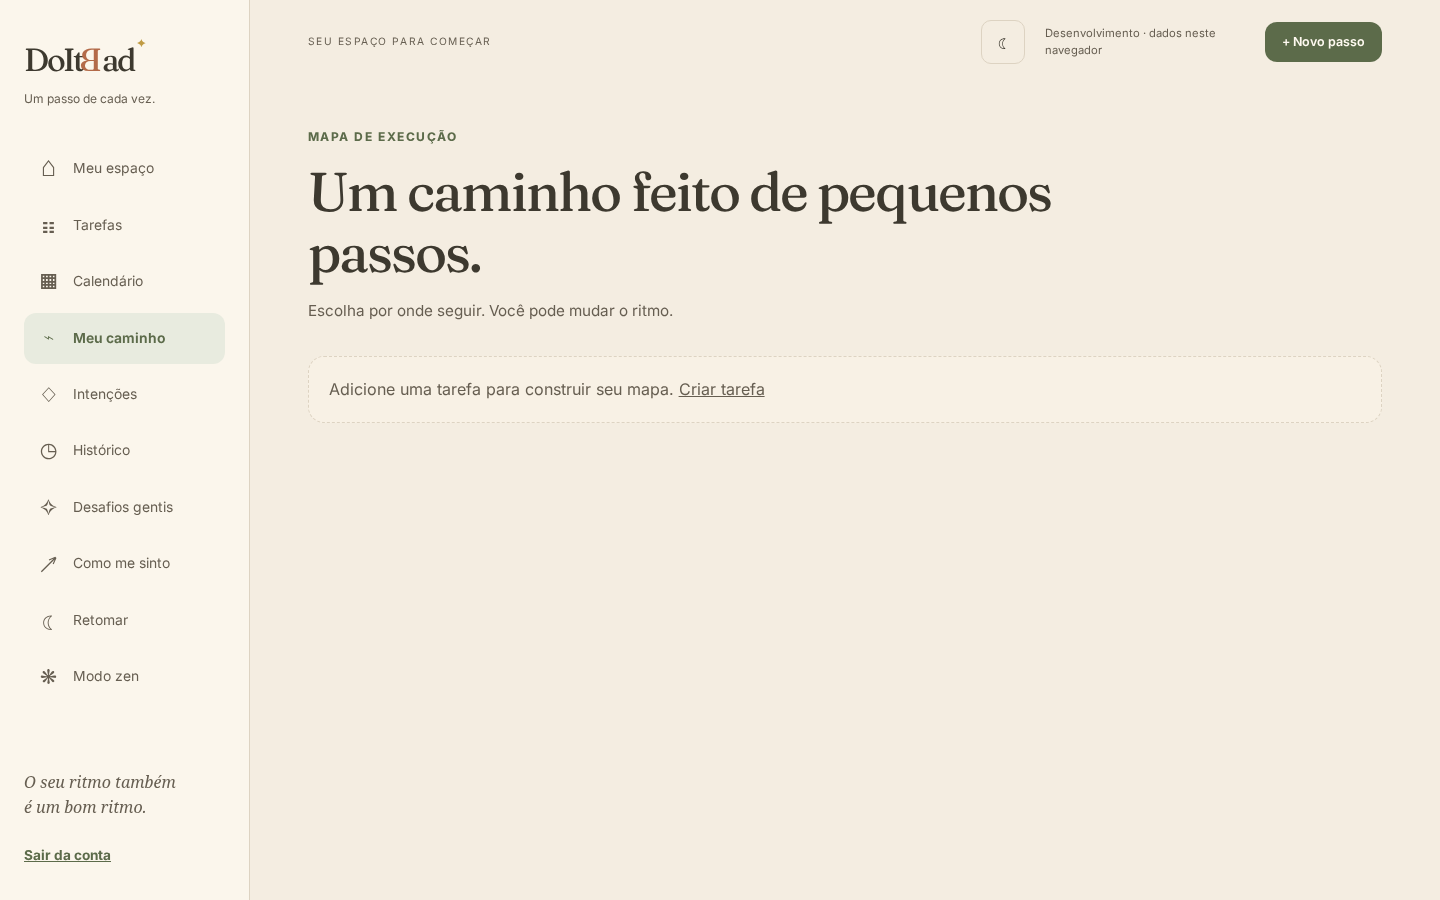 DoItBad
Um passo de cada vez.
Meu espaço
Tarefas
Calendário
Meu caminho
Intenções
Histórico
Desafios gentis
Como me sinto
Retomar
Modo zen
O seu ritmo também
é um bom ritmo.
Sair da conta
SEU ESPAÇO PARA COMEÇAR
Desenvolvimento · dados neste
navegador
+ Novo passo
MAPA DE EXECUÇÃO
Um caminho feito de pequenos
passos.
Escolha por onde seguir. Você pode mudar o ritmo.
Adicione uma tarefa para construir seu mapa. Criar tarefa